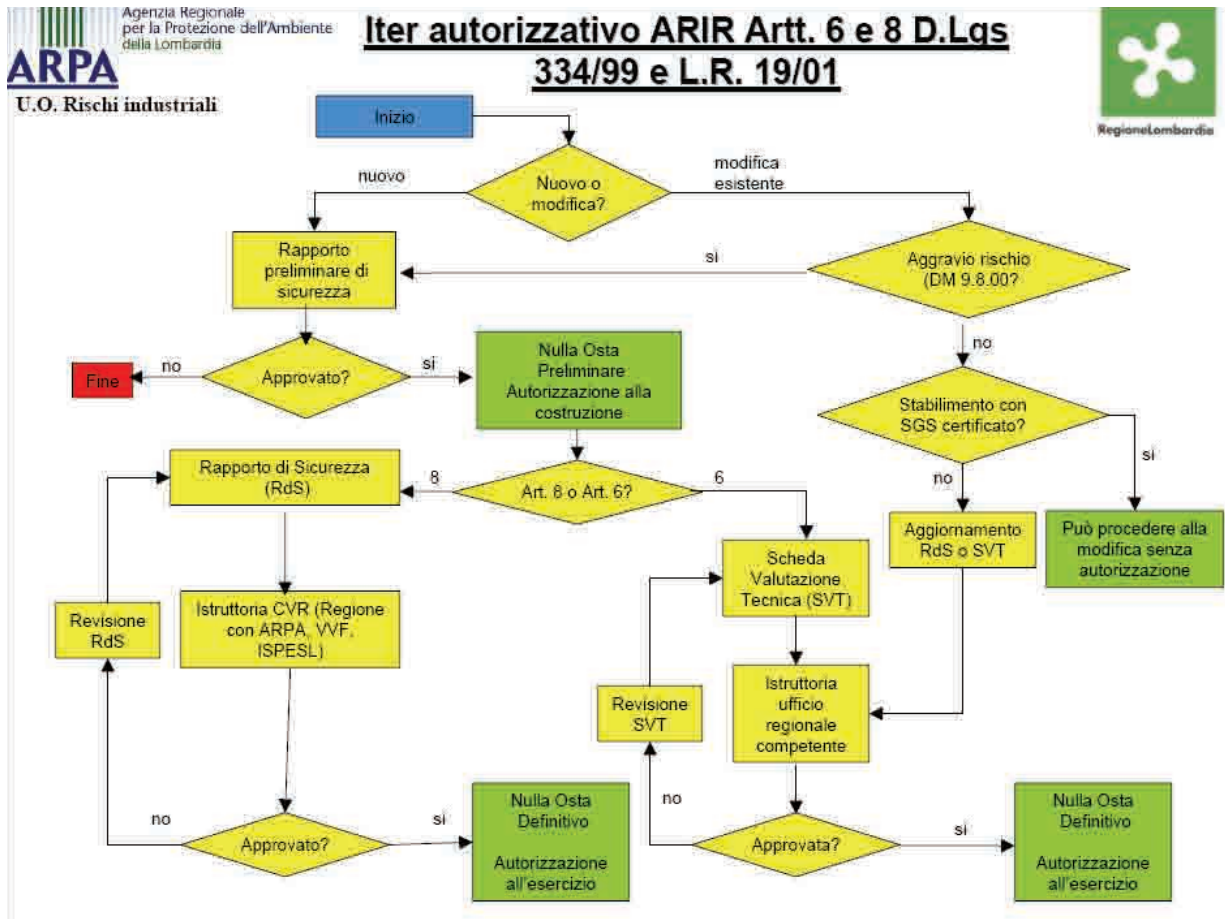 Agenzia Regionale
per la Protezione dell'Ambiente
della Lombardia
ARPA
U.O. Rischi industriali
Iter autorizzativo ARIR Artt. 6 e 8 D.Lgs
334/99 e L.R. 19/01
RegioneLombardia
Inizio
nuovo
Nuovo o
modifica?
modifica
esistente
Rapporto
preliminare di
sicurezza
si
Aggravio rischio
(DM 9.8.00?
no
Fine
no
Approvato?
si
Nulla Osta
Preliminare
Autorizzazione alla
costruzione
Stabilimento con
SGS certificato?
si
no
Rapporto di Sicurezza
(RdS)
8
Art. 8 o Art. 6?
6
Aggiornamento
RdS o SVT
Può procedere alla
modifica senza
autorizzazione
Scheda
Valutazione
Tecnica (SVT)
Revisione
RdS
Istruttoria CVR (Regione
con ARPA, VVF,
ISPESL)
Revisione
SVT
Istruttoria
ufficio
regionale
competente
no
Approvato?
si
Nulla Osta
Definitivo
Autorizzazione
all'esercizio
no
Approvata?
si
Nulla Osta
Definitivo
Autorizzazione
all'esercizio